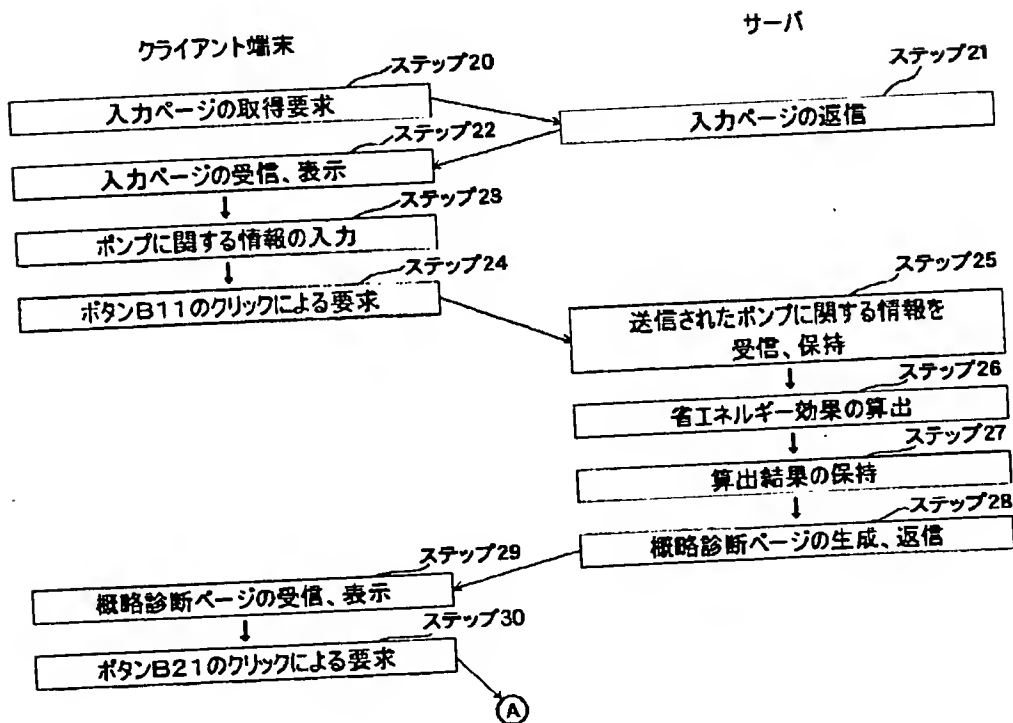 クライアント端末
サーバ
ステップ20
入力ページの取得要求
ステップ21
入力ページの返信
ステップ22
入力ページの受信、表示
ステップ23
ポンプに関する情報の入力
ステップ24
ボタンB11のクリックによる要求
ステップ25
送信されたポンプに関する情報を
受信、保持
ステップ26
省エネルギー効果の算出
ステップ27
算出結果の保持
ステップ28
概略診断ページの生成、返信
ステップ29
概略診断ページの受信、表示
ステップ30
ボタンB21のクリックによる要求
A